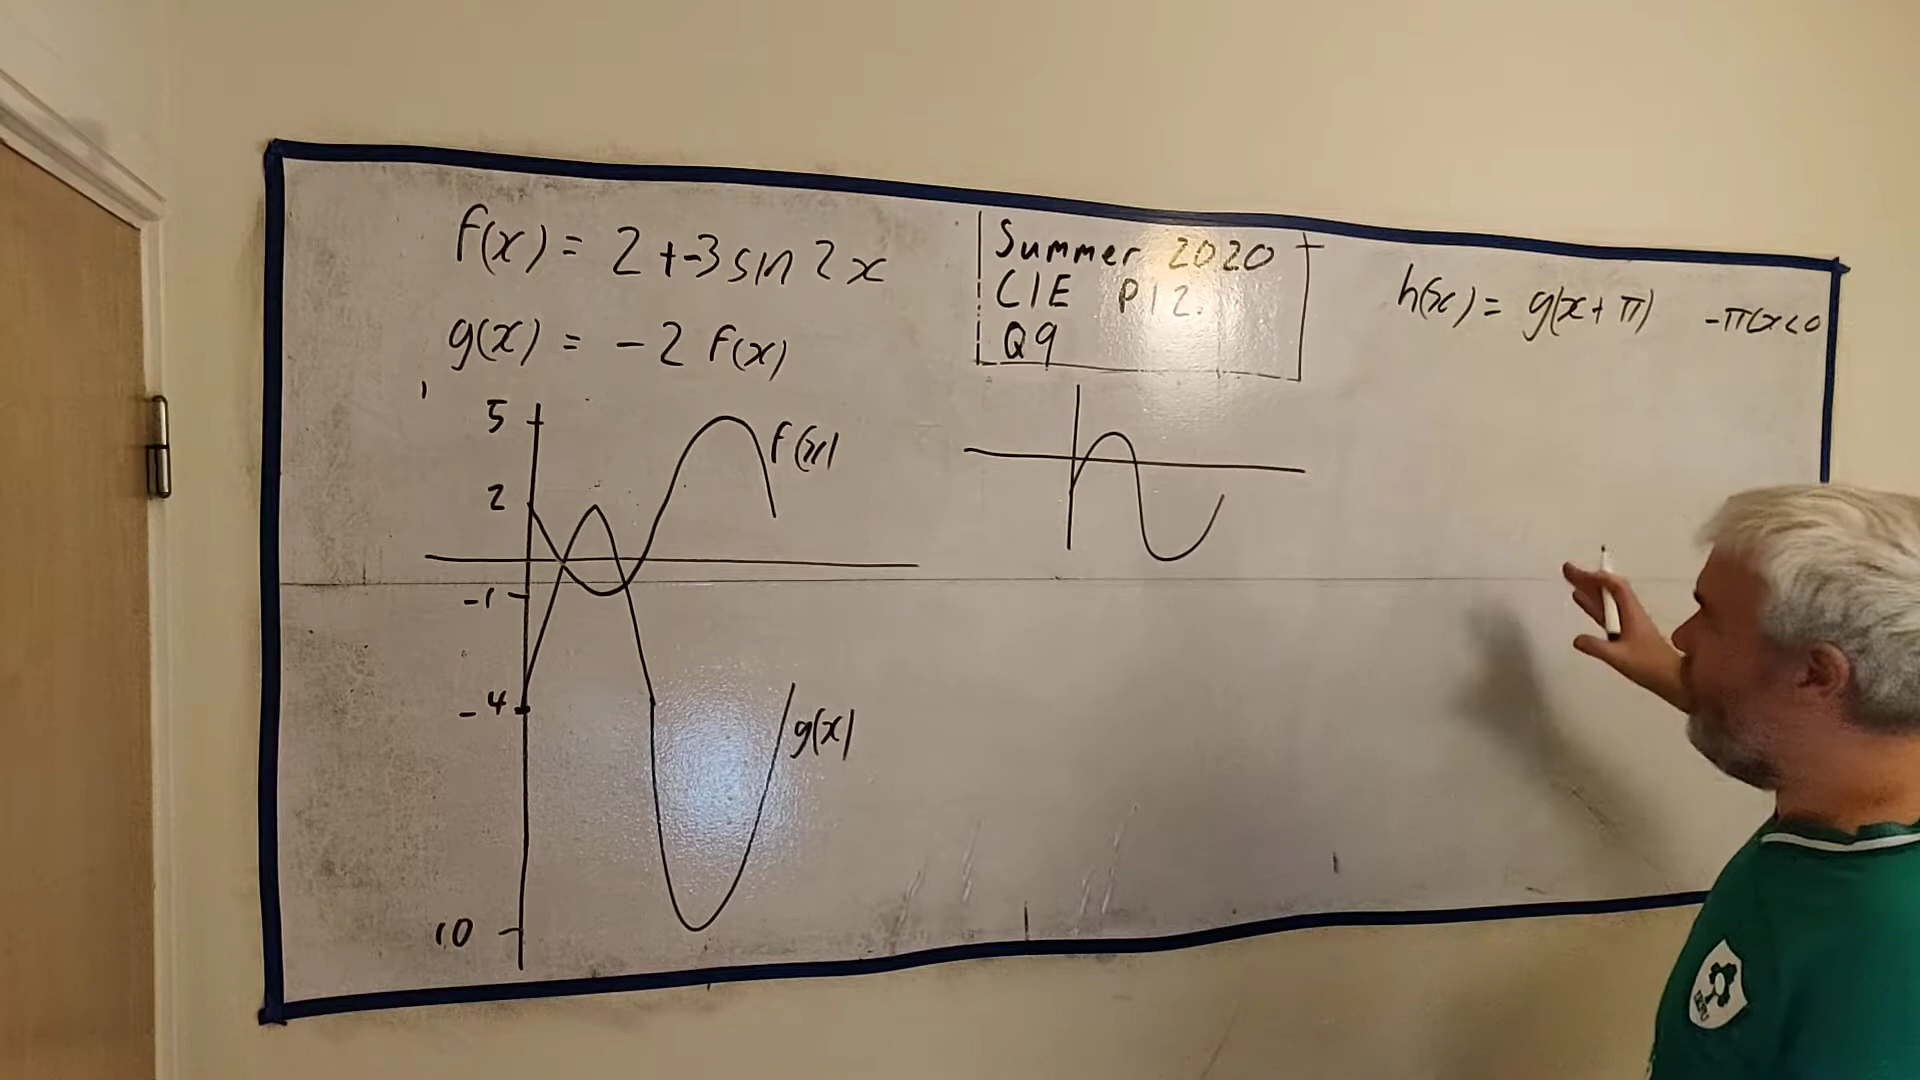 f(x) = 2 + -3 sin 2x
g(x) = -2 f(x)
Summer 2020
CIE P12.
Q9
h(x) = g(x + π) -π<x<0
5
2
-1
-4
10
f(x)
g(x)